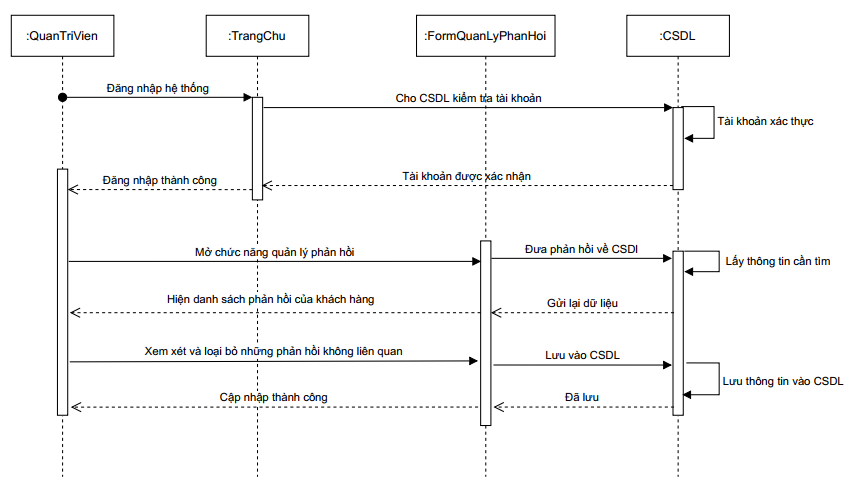 :QuanTriVien
:TrangChu
:FormQuanLyPhanHoi
:CSDL
Đăng nhập hệ thống
Cho CSDL kiểm tra tài khoản
Tài khoản xác thực
Tài khoản được xác nhận
Đăng nhập thành công
Mở chức năng quản lý phản hồi
Đưa phản hồi về CSDl
Lấy thông tin cần tìm
Hiện danh sách phản hồi của khách hàng
Gửi lại dữ liệu
Xem xét và loại bỏ những phản hồi không liên quan
Lưu vào CSDL
Lưu thông tin vào CSDL
Cập nhập thành công
Đã lưu